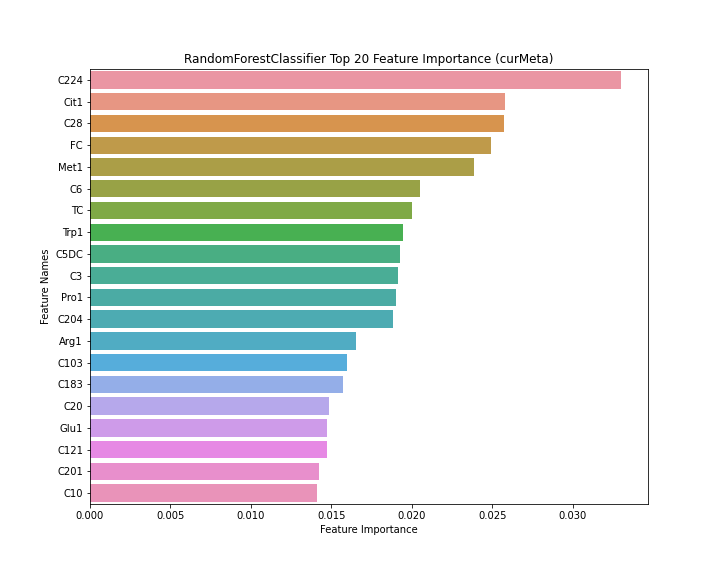 RandomForestClassifier Top 20 Feature Importance (curMeta)
C224
Cit1
C28
FC
Met1
C6
TC
Trp1
C5DC
C3
Pro1
C204
Arg1
C103
C183
C20
Glu1
C121
C201
C10
Feature Names
0.000 0.005 0.010 0.015 0.020 0.025 0.030
Feature Importance